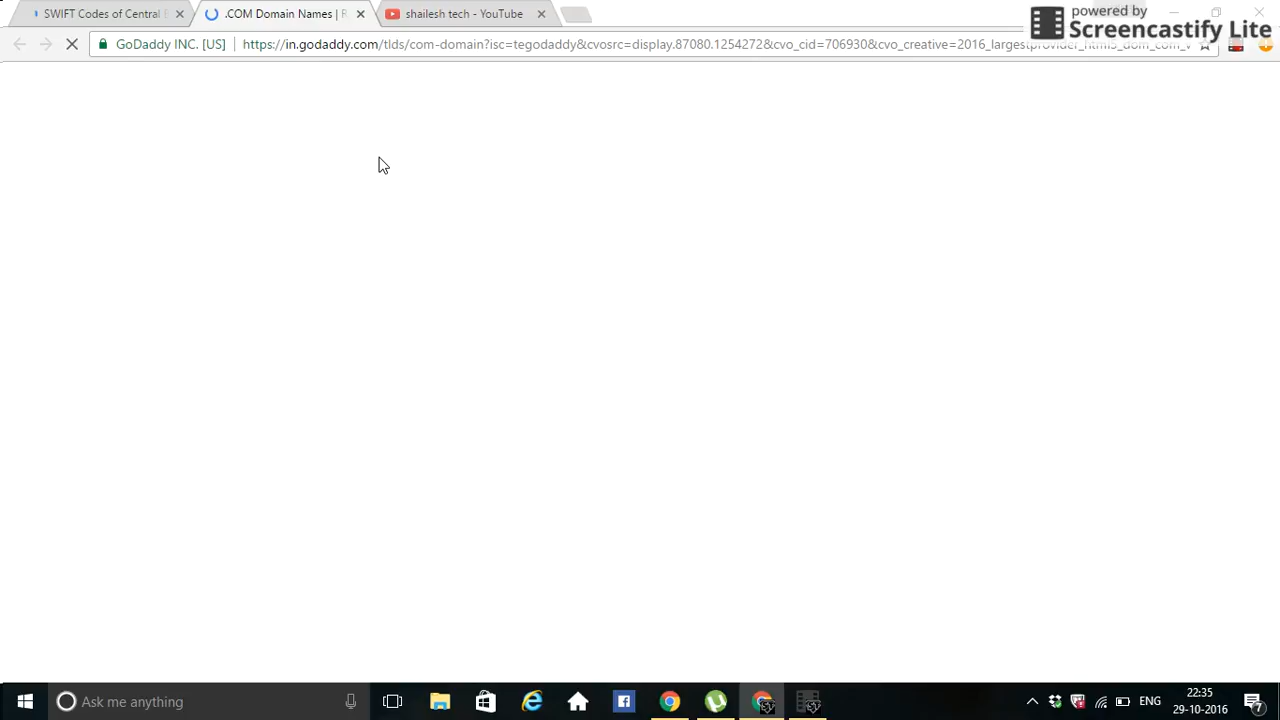 SWIFT Codes of Central
.COM Domain Names |
shailesh tech - YouTube
powered by
Screencastify Lite
GoDaddy INC. [US]
https://in.godaddy.com/tlds/com-domain?isc=tegodaddy&cvosrc=display.87080.1254272&cvo_cid=706930&cvo_creative=2016_largestprovider_html5_dom_com_v
Ask me anything
ENG
22:35
29-10-2016
7